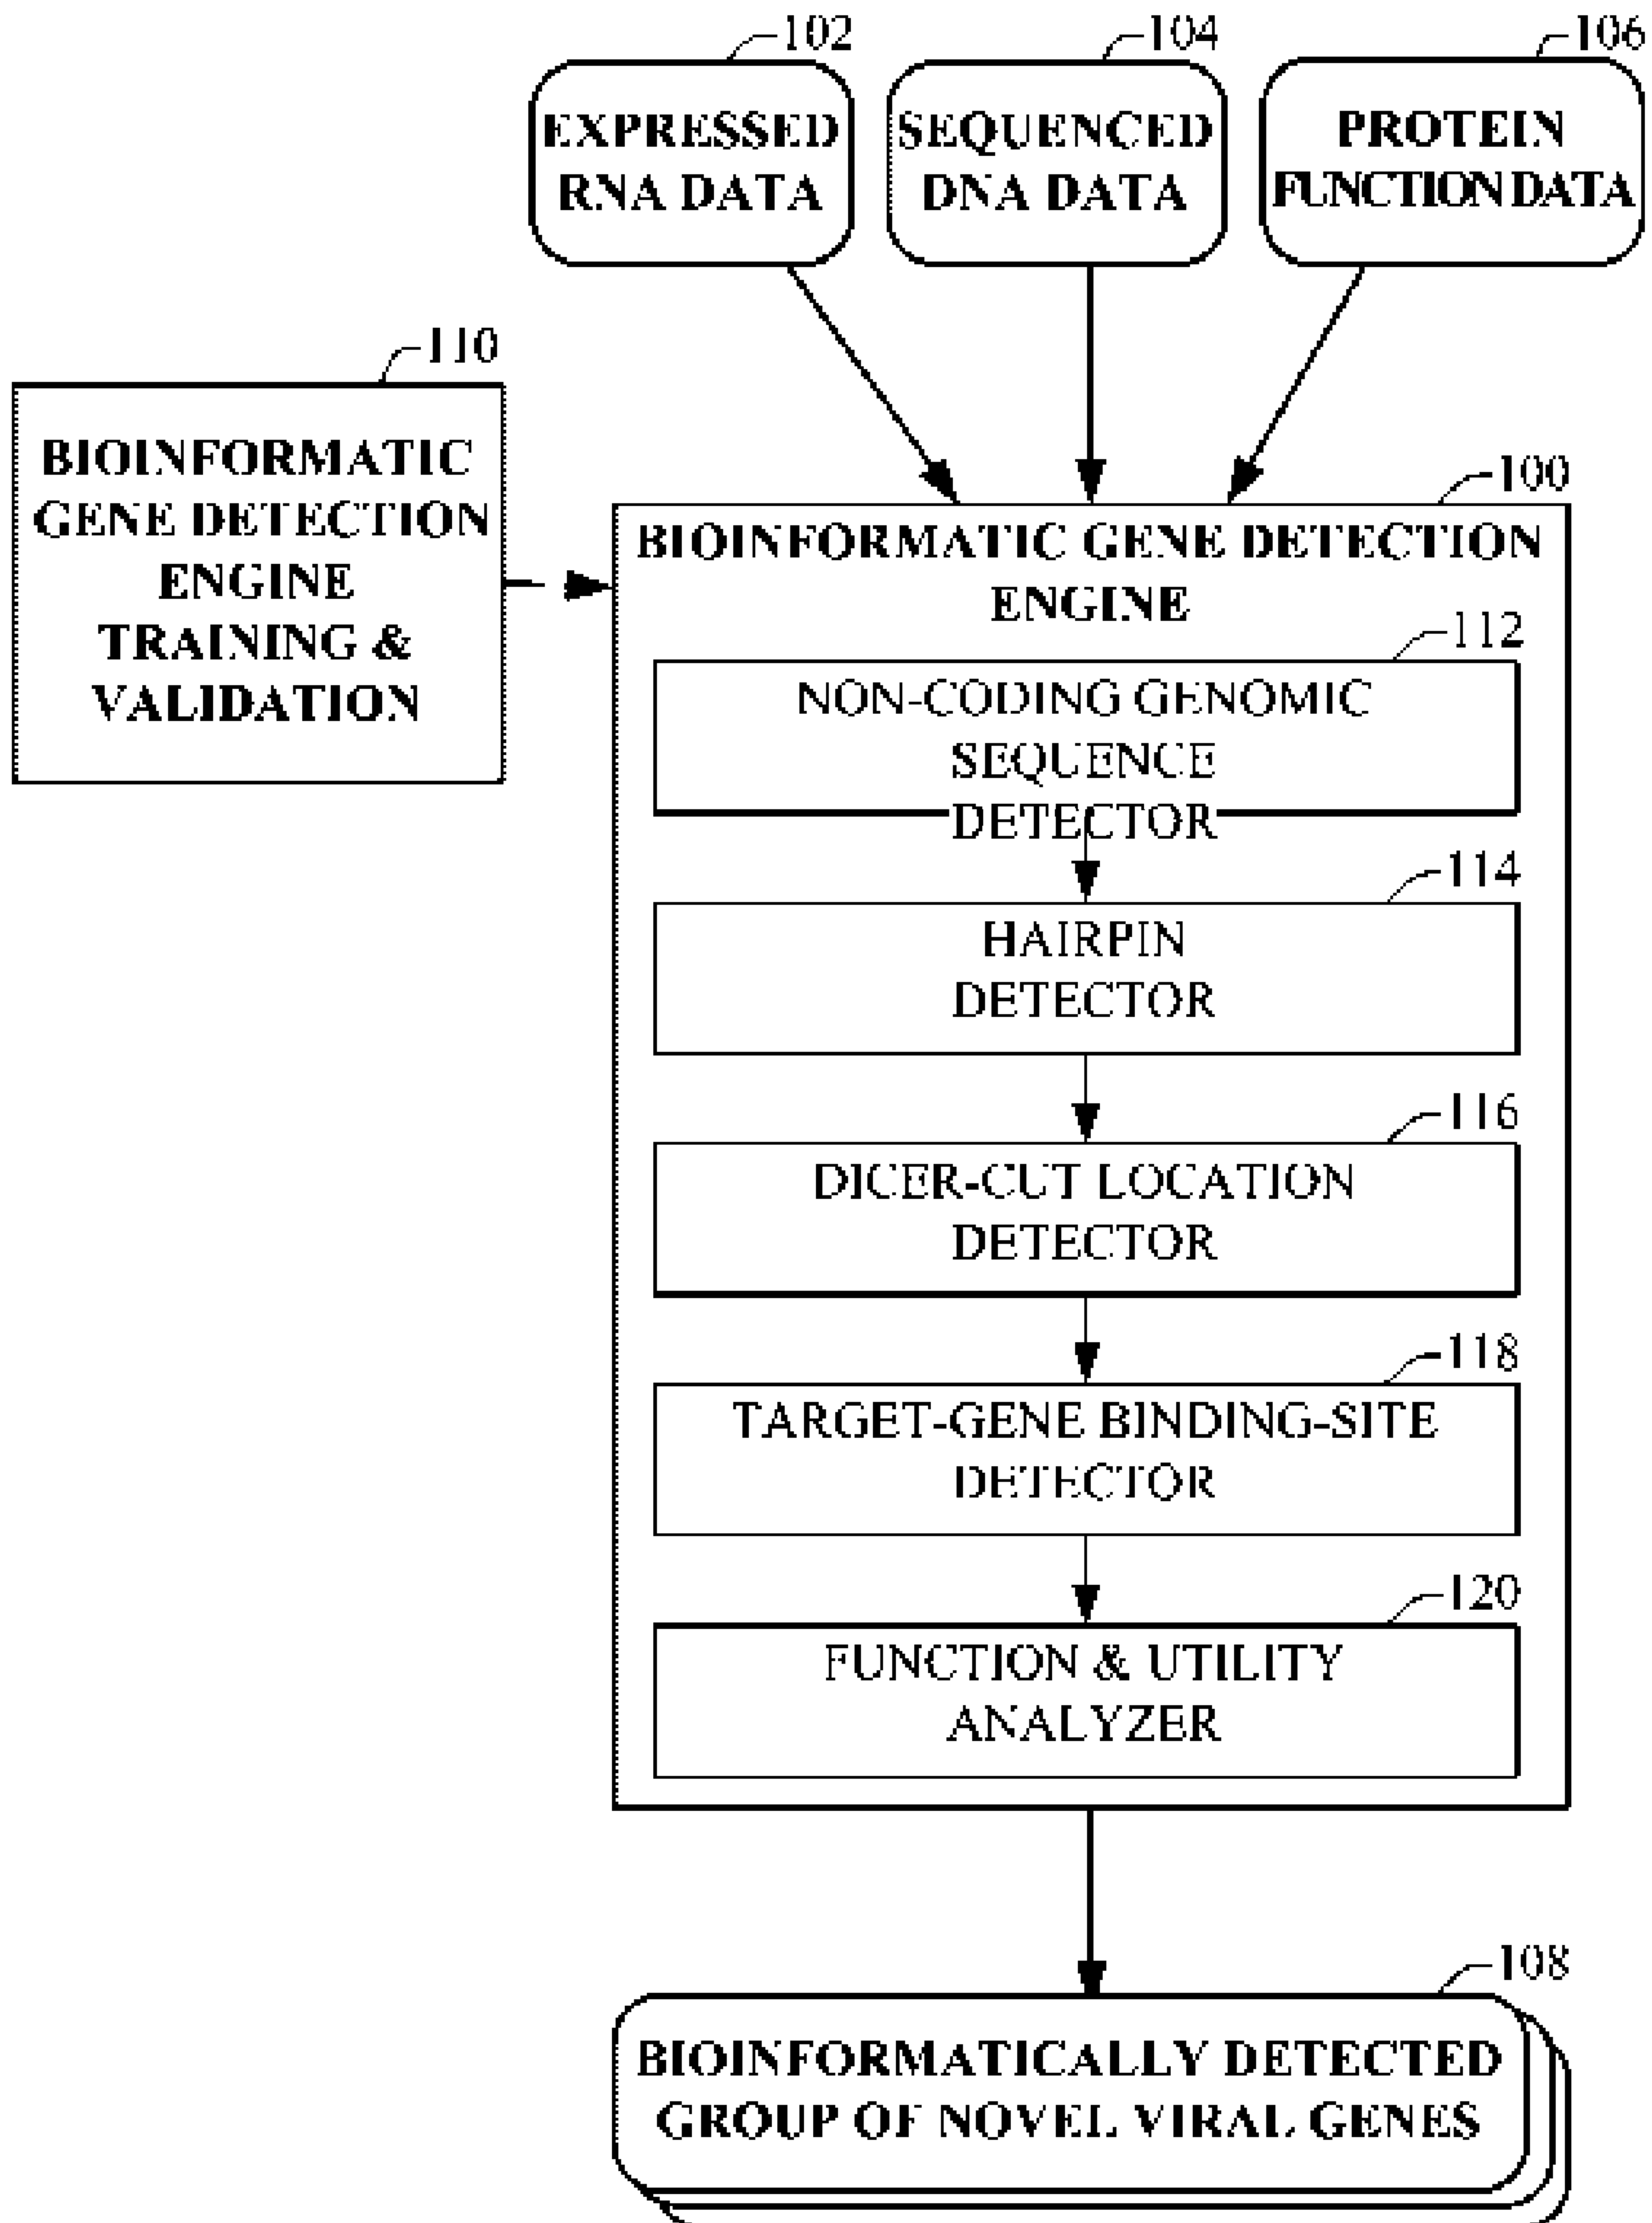 102
104
106
EXPRESSED
RNA DATA
SEQUENCED
DNA DATA
PROTEIN
FUNCTION DATA
110
BIOINFORMATIC
GENE DETECTION
ENGINE
TRAINING &
VALIDATION
100
BIOINFORMATIC GENE DETECTION
ENGINE
112
NON-CODING GENOMIC
SEQUENCE
DETECTOR
114
HAIRPIN
DETECTOR
116
DICER-CUT LOCATION
DETECTOR
118
TARGET-GENE BINDING-SITE
DETECTOR
120
FUNCTION & UTILITY
ANALYZER
108
BIOINFORMATICALLY DETECTED
GROUP OF NOVEL VIRAL GENES